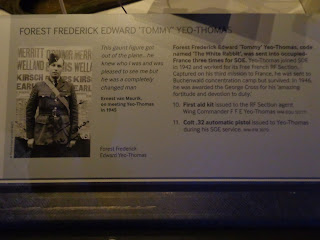 FOREST FREDERICK EDWARD "TOMMY" YEO-THOMAS
This gaunt figure got
out of the plane...he
knew who I was and was
pleased to see me but
he was a completely
changed man
Ernest van Maurik,
on meeting Yeo-Thomas
in 1945
Forest Frederick
Edward Yeo-Thomas
Forest Frederick Edward 'Tommy' Yeo-Thomas, code
named 'The White Rabbit', was sent into occupied
France three times for SOE. Yeo-Thomas joined SOE
in 1942 and worked for its Free French RF Section.
Captured on his third mission to France, he was sent to
Buchenwald concentration camp but survived. In 1946,
he was awarded the George Cross for his 'amazing
fortitude and devotion to duty'.
10. First aid kit issued to the RF Section agent
Wing Commander F F E Yeo-Thomas
11. Colt .32 automatic pistol issued to Yeo-Thomas
during his SOE service.